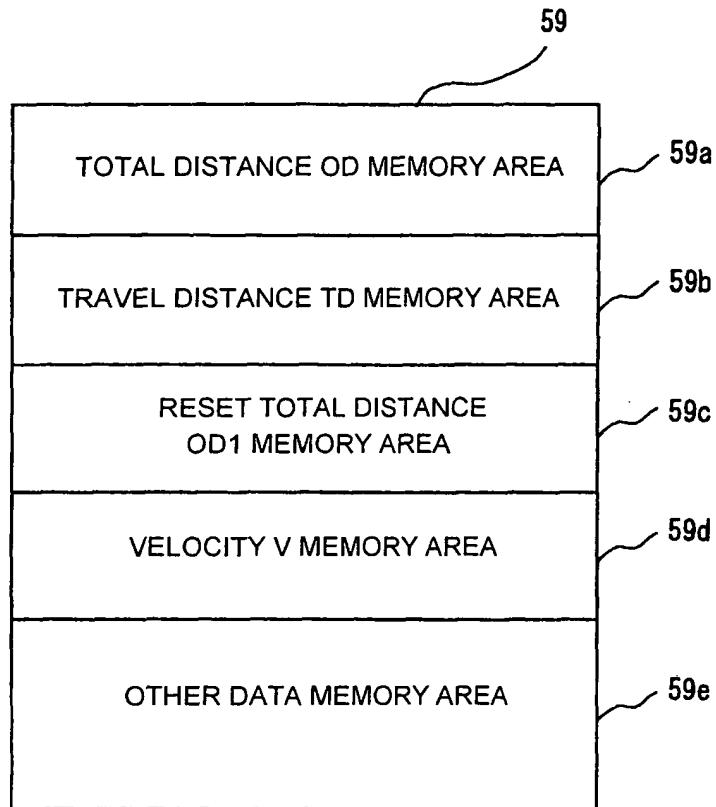 59
TOTAL DISTANCE OD MEMORY AREA
59a
TRAVEL DISTANCE TD MEMORY AREA
59b
RESET TOTAL DISTANCE
OD1 MEMORY AREA
59c
VELOCITY V MEMORY AREA
59d
OTHER DATA MEMORY AREA
59e